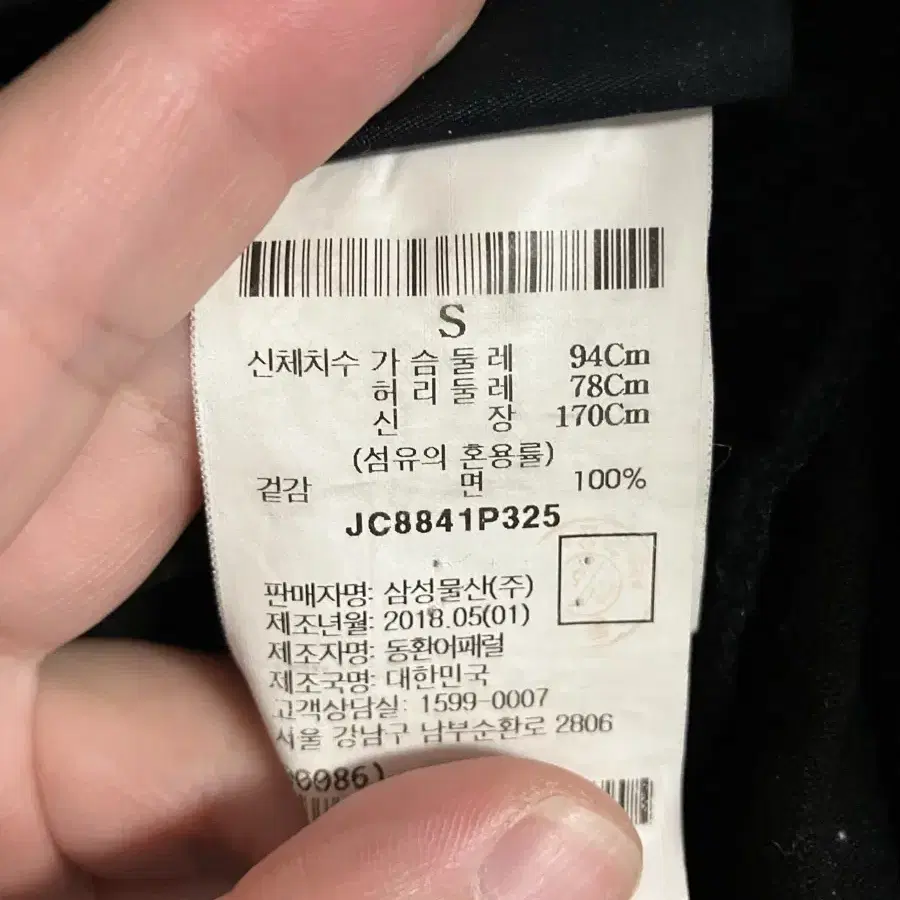 S
신체치수 가슴둘레 94Cm
허리둘레 78Cm
신장 170Cm
(섬유의 혼용률)
겉감 면 100%
JC8841P325
판매자명: 삼성물산(주)
제조년월: 2018.05(01)
제조자명: 동환어패럴
제조국명: 대한민국
고객상담실: 1599-0007
서울 강남구 남부순환로 2806
0086)